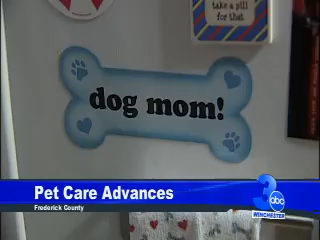 take a pill
for that
dog mom!
Pet Care Advances
Frederick County
3
abc
WINCHESTER